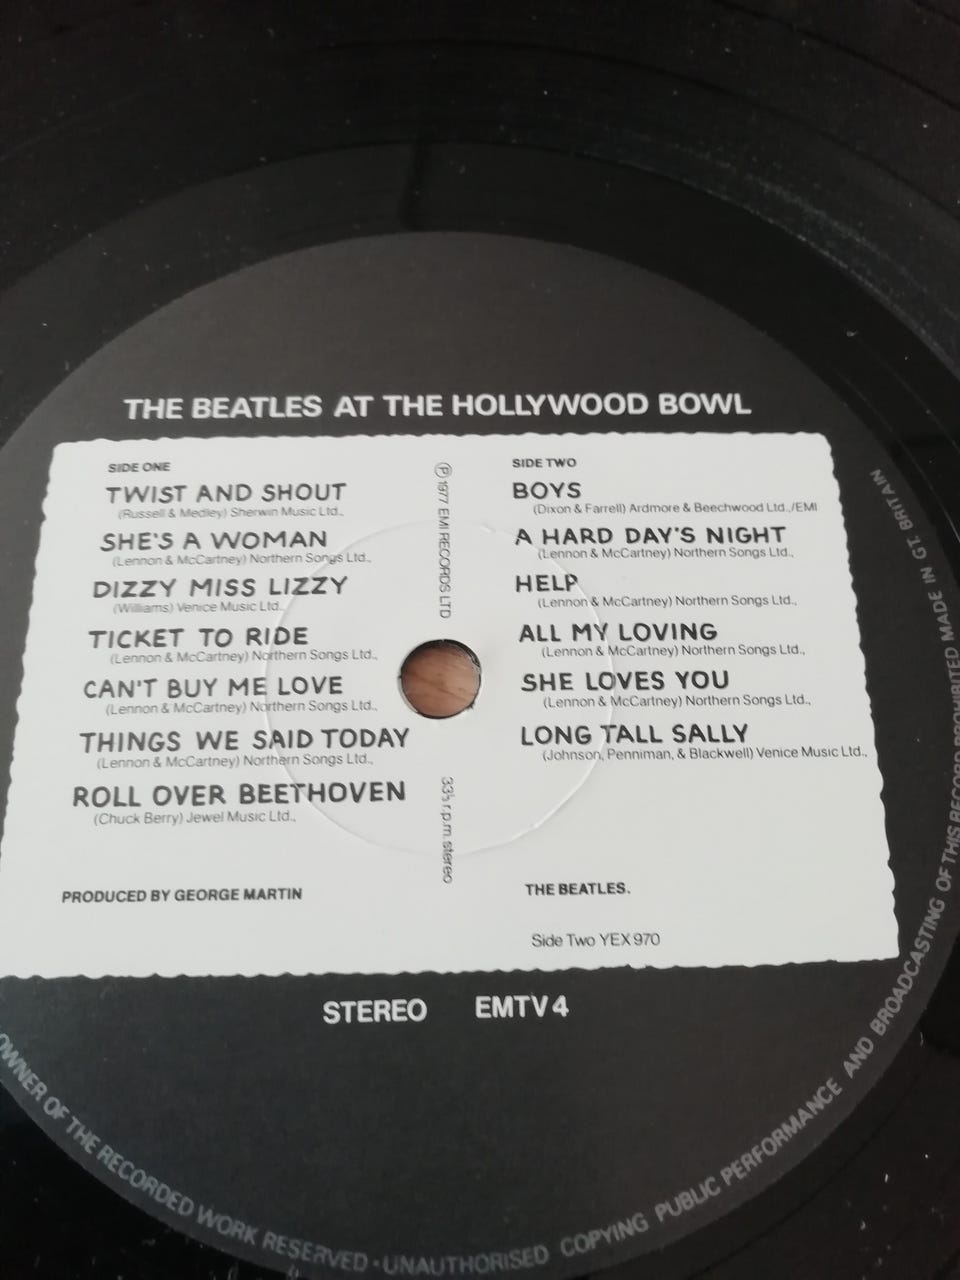 THE BEATLES AT THE HOLLYWOOD BOWL
SIDE ONE
TWIST AND SHOUT
(Russell & Medley) Sherwin Music Ltd.,
SHE'S A WOMAN
(Lennon & McCartney) Northern Songs Ltd.,
DIZZY MISS LIZZY
(Williams) Venice Music Ltd.,
TICKET TO RIDE
(Lennon & McCartney) Northern Songs Ltd.,
CAN'T BUY ME LOVE
(Lennon & McCartney) Northern Songs Ltd.,
THINGS WE SAID TODAY
(Lennon & McCartney) Northern Songs Ltd.,
ROLL OVER BEETHOVEN
(Chuck Berry) Jewel Music Ltd.,
PRODUCED BY GEORGE MARTIN
Ⓟ 1977 EMI RECORDS LTD
33⅓ r.p.m. stereo
SIDE TWO
BOYS
(Dixon & Farrell) Ardmore & Beechwood Ltd.,/EMI
A HARD DAY'S NIGHT
(Lennon & McCartney) Northern Songs Ltd.,
HELP
(Lennon & McCartney) Northern Songs Ltd.,
ALL MY LOVING
(Lennon & McCartney) Northern Songs Ltd.,
SHE LOVES YOU
(Lennon & McCartney) Northern Songs Ltd.,
LONG TALL SALLY
(Johnson, Penniman, & Blackwell) Venice Music Ltd.,
THE BEATLES.
Side Two YEX 970
STEREO EMTV 4
OWNER OF THE RECORDED WORK RESERVED · UNAUTHORISED COPYING PUBLIC PERFORMANCE AND BROADCASTING OF THIS RECORD PROHIBITED MADE IN GT. BRITAIN